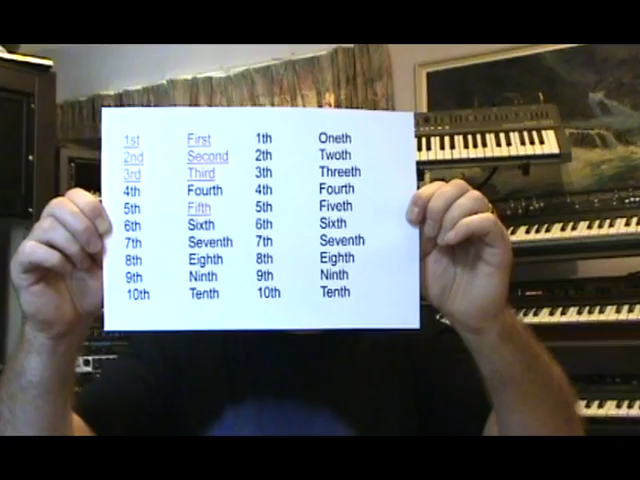 1st First 1th Oneth
2nd Second 2th Twoth
3rd Third 3th Threeth
4th Fourth 4th Fourth
5th Fifth 5th Fiveth
6th Sixth 6th Sixth
7th Seventh 7th Seventh
8th Eighth 8th Eighth
9th Ninth 9th Ninth
10th Tenth 10th Tenth